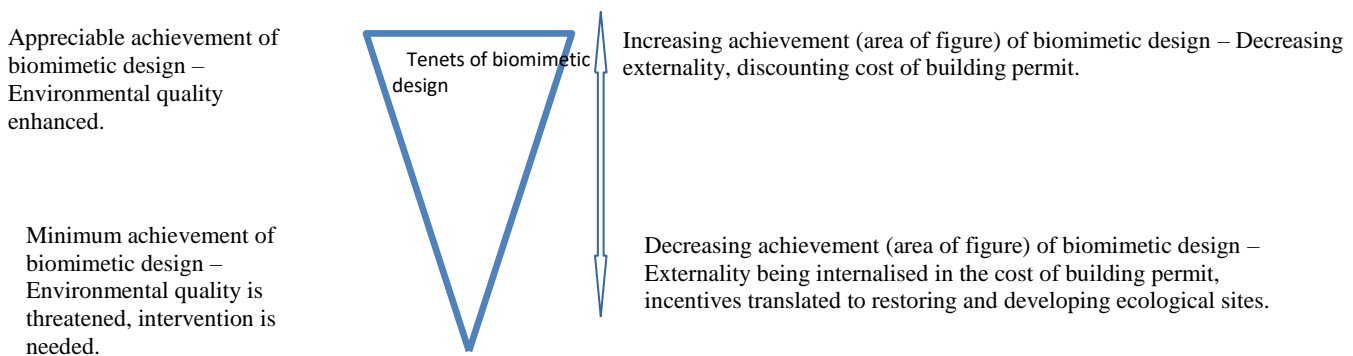 Appreciable achievement of
biomimetic design –
Environmental quality
enhanced.
Tenets of biomimetic
design
Increasing achievement (area of figure) of biomimetic design – Decreasing
externality, discounting cost of building permit.
Minimum achievement of
biomimetic design –
Environmental quality is
threatened, intervention is
needed.
Decreasing achievement (area of figure) of biomimetic design –
Externality being internalised in the cost of building permit,
incentives translated to restoring and developing ecological sites.